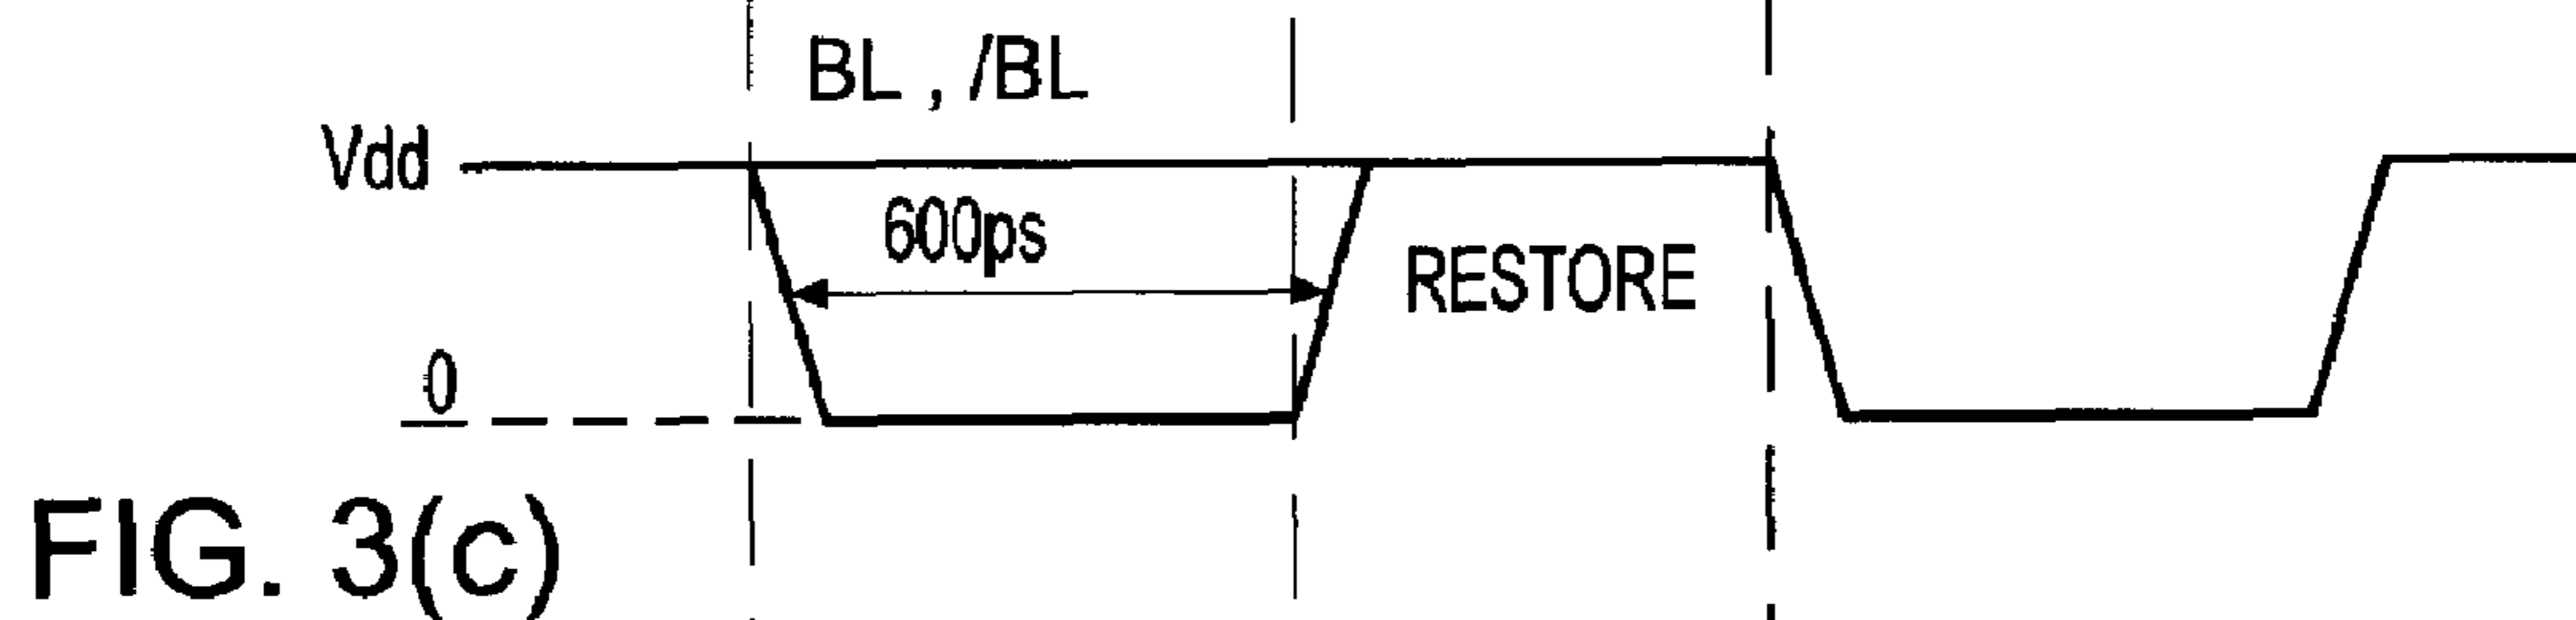 BL , /BL
Vdd
600ps
RESTORE
0
FIG. 3(c)